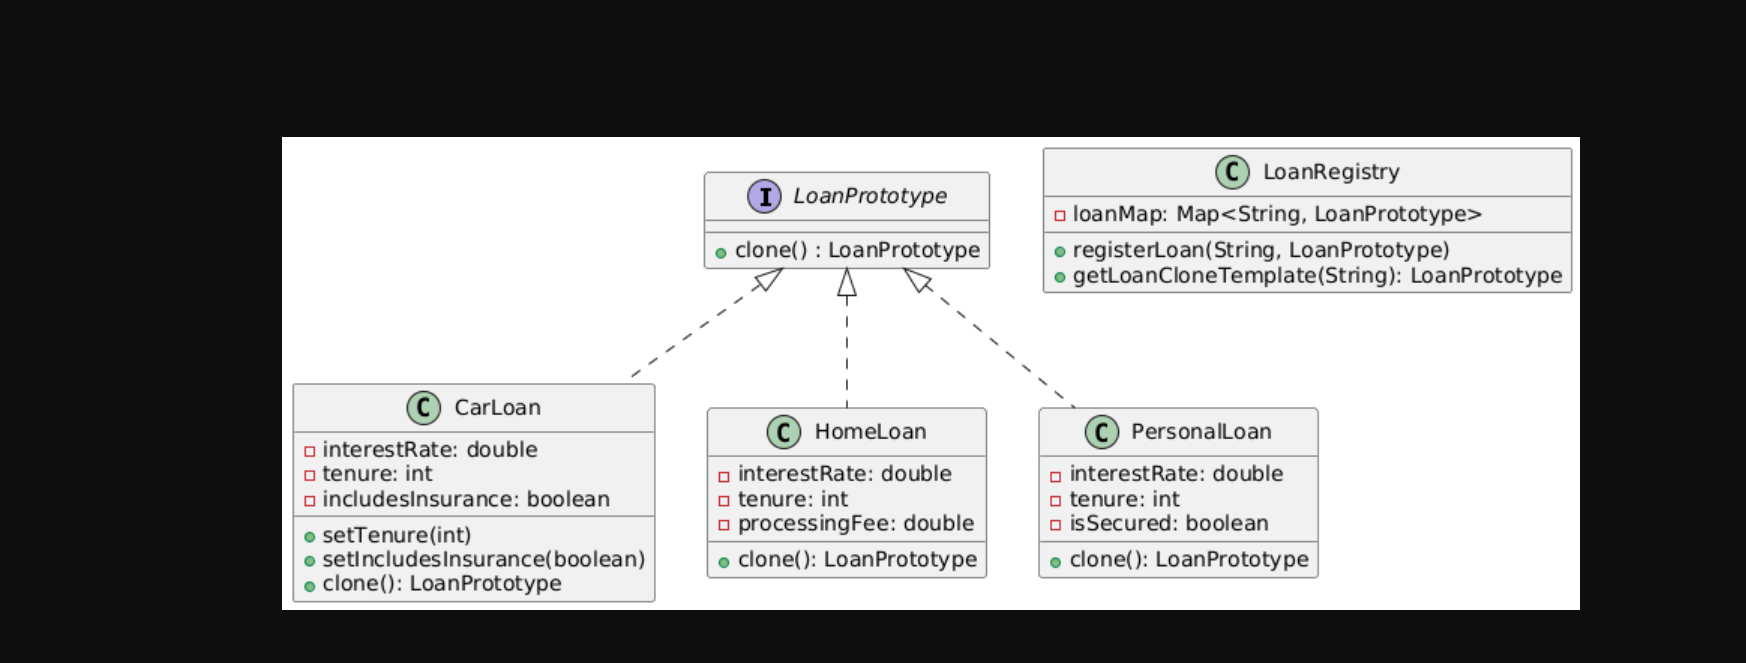 I LoanPrototype
clone() : LoanPrototype
C LoanRegistry
loanMap: Map<String, LoanPrototype>
registerLoan(String, LoanPrototype)
getLoanCloneTemplate(String): LoanPrototype
C CarLoan
interestRate: double
tenure: int
includesInsurance: boolean
setTenure(int)
setIncludesInsurance(boolean)
clone(): LoanPrototype
C HomeLoan
interestRate: double
tenure: int
processingFee: double
clone(): LoanPrototype
C PersonalLoan
interestRate: double
tenure: int
isSecured: boolean
clone(): LoanPrototype